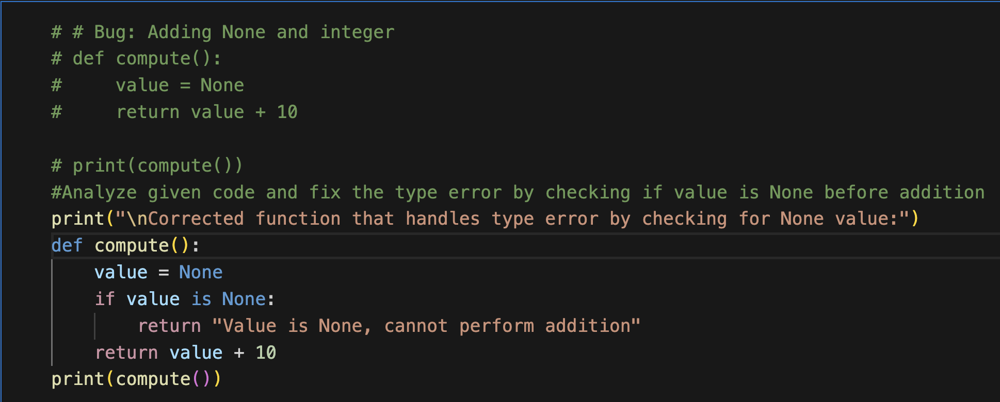 # # Bug: Adding None and integer
# def compute():
#     value = None
#     return value + 10

# print(compute())
#Analyze given code and fix the type error by checking if value is None before addition
print("\nCorrected function that handles type error by checking for None value:")
def compute():
    value = None
    if value is None:
        return "Value is None, cannot perform addition"
    return value + 10
print(compute())